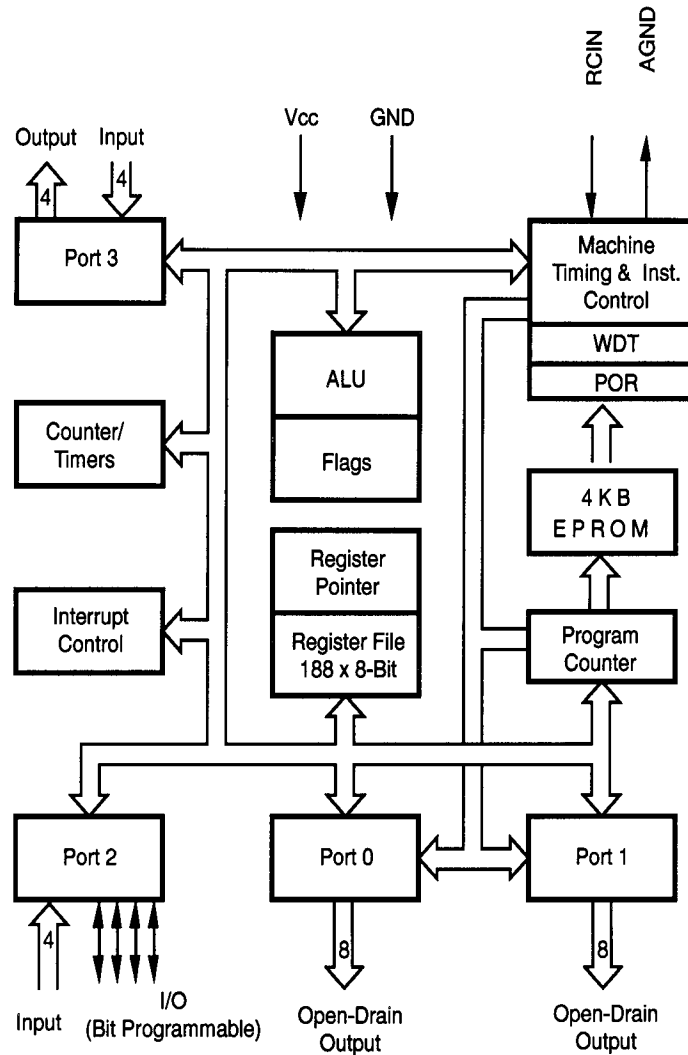 RCIN
AGND
Vcc
GND
Output
Input
4
4
Port 3
Machine
Timing & Inst.
Control
WDT
POR
ALU
Flags
Counter/
Timers
4 K B
E P R O M
Register
Pointer
Register File
188 x 8-Bit
Interrupt
Control
Program
Counter
Port 2
Port 0
Port 1
4
8
8
Input
I/O
(Bit Programmable)
Open-Drain
Output
Open-Drain
Output